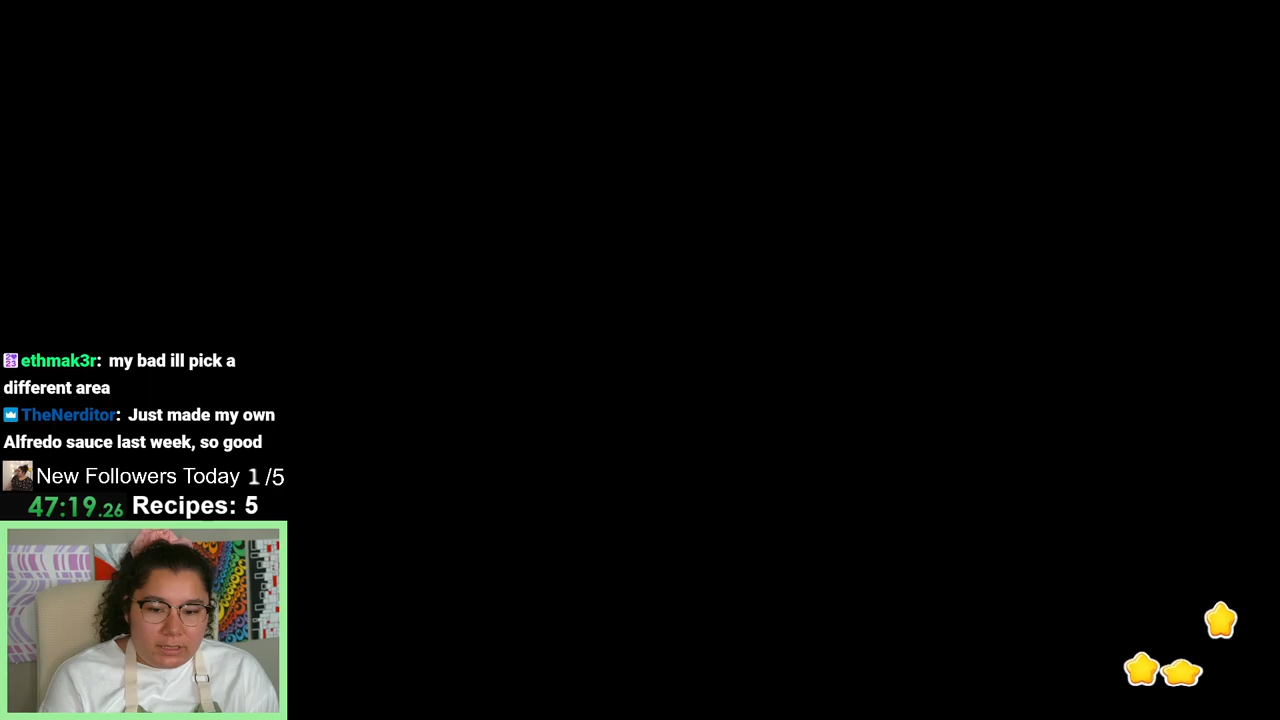 ethmak3r: my bad ill pick a
different area
TheNerditor: Just made my own
Alfredo sauce last week, so good
New Followers Today 1 /5
47:19.26 Recipes: 5